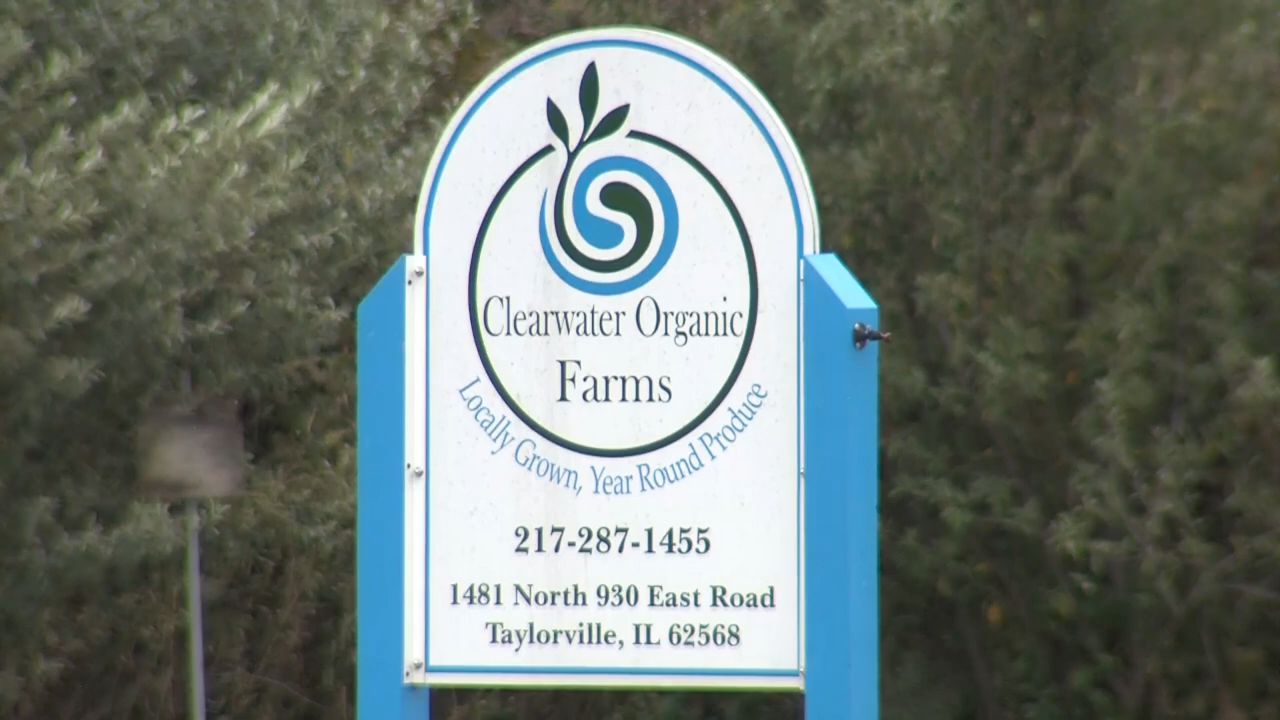 Clearwater Organic
Farms
Locally Grown, Year Round Produce
217-287-1455
1481 North 930 East Road
Taylorville, IL 62568